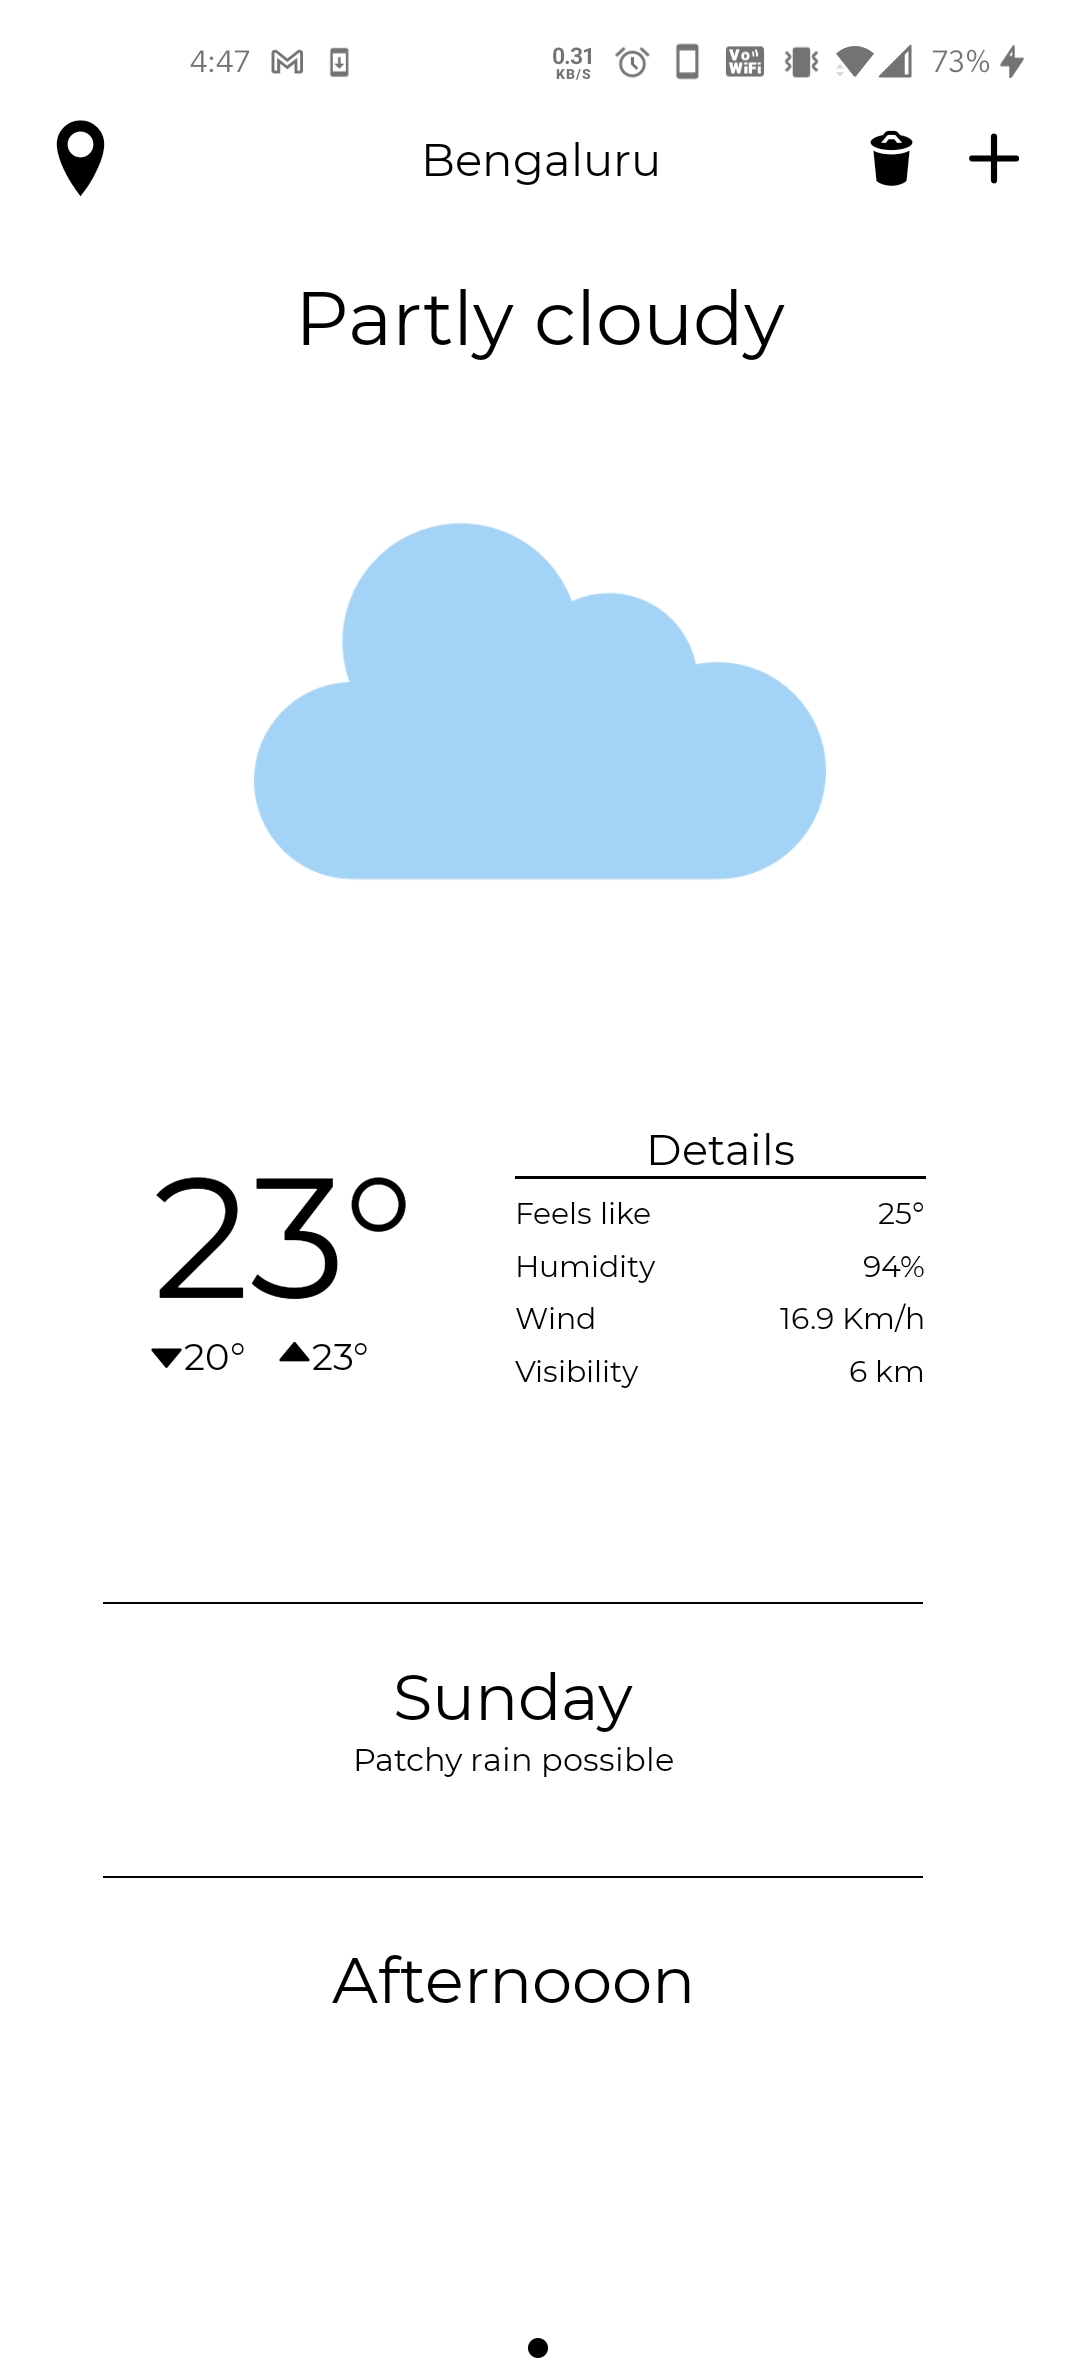 4:47 0.31 KB/S Vo WiFi 73%
Bengaluru
Partly cloudy
23°
20° 23°
Details
Feels like 25°
Humidity 94%
Wind 16.9 Km/h
Visibility 6 km
Sunday
Patchy rain possible
Afternooon